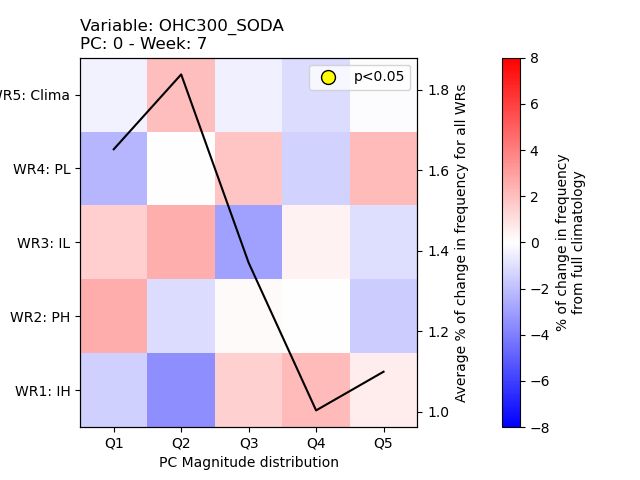 Variable: OHC300_SODA
PC: 0 - Week: 7
p<0.05
WR5: Clima
WR4: PL
WR3: IL
WR2: PH
WR1: IH
Q1 Q2 Q3 Q4 Q5
PC Magnitude distribution
1.8
1.6
1.4
1.2
1.0
Average % of change in frequency for all WRs
8
6
4
2
0
−2
−4
−6
−8
% of change in frequency
from full climatology